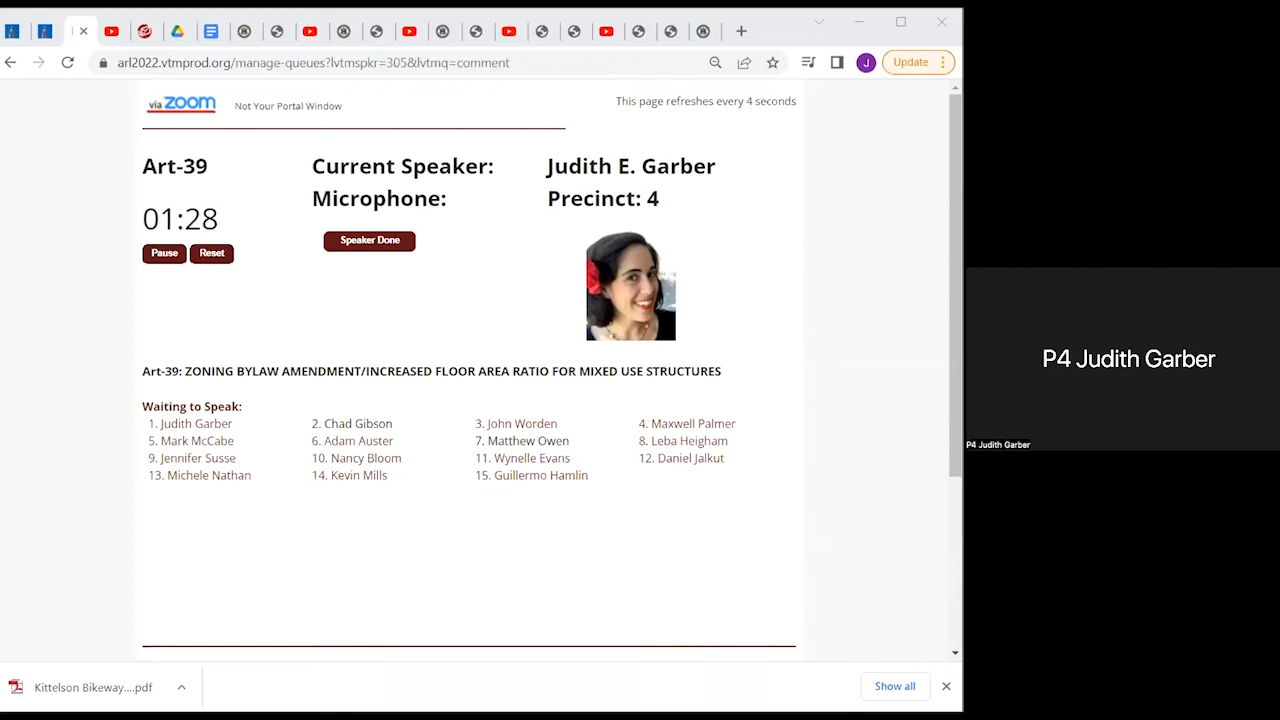 arl2022.vtmprod.org/manage-queues?lvtmspkr=305&lvtmq=comment
J
Update
via zoom
Not Your Portal Window
This page refreshes every 4 seconds
Art-39
Current Speaker:
Judith E. Garber
Microphone:
Precinct: 4
01:28
Pause
Reset
Speaker Done
Art-39: ZONING BYLAW AMENDMENT/INCREASED FLOOR AREA RATIO FOR MIXED USE STRUCTURES
Waiting to Speak:
1. Judith Garber 2. Chad Gibson 3. John Worden 4. Maxwell Palmer
5. Mark McCabe 6. Adam Auster 7. Matthew Owen 8. Leba Heigham
9. Jennifer Susse 10. Nancy Bloom 11. Wynelle Evans 12. Daniel Jalkut
13. Michele Nathan 14. Kevin Mills 15. Guillermo Hamlin
Kittelson Bikeway....pdf
Show all
P4 Judith Garber
P4 Judith Garber